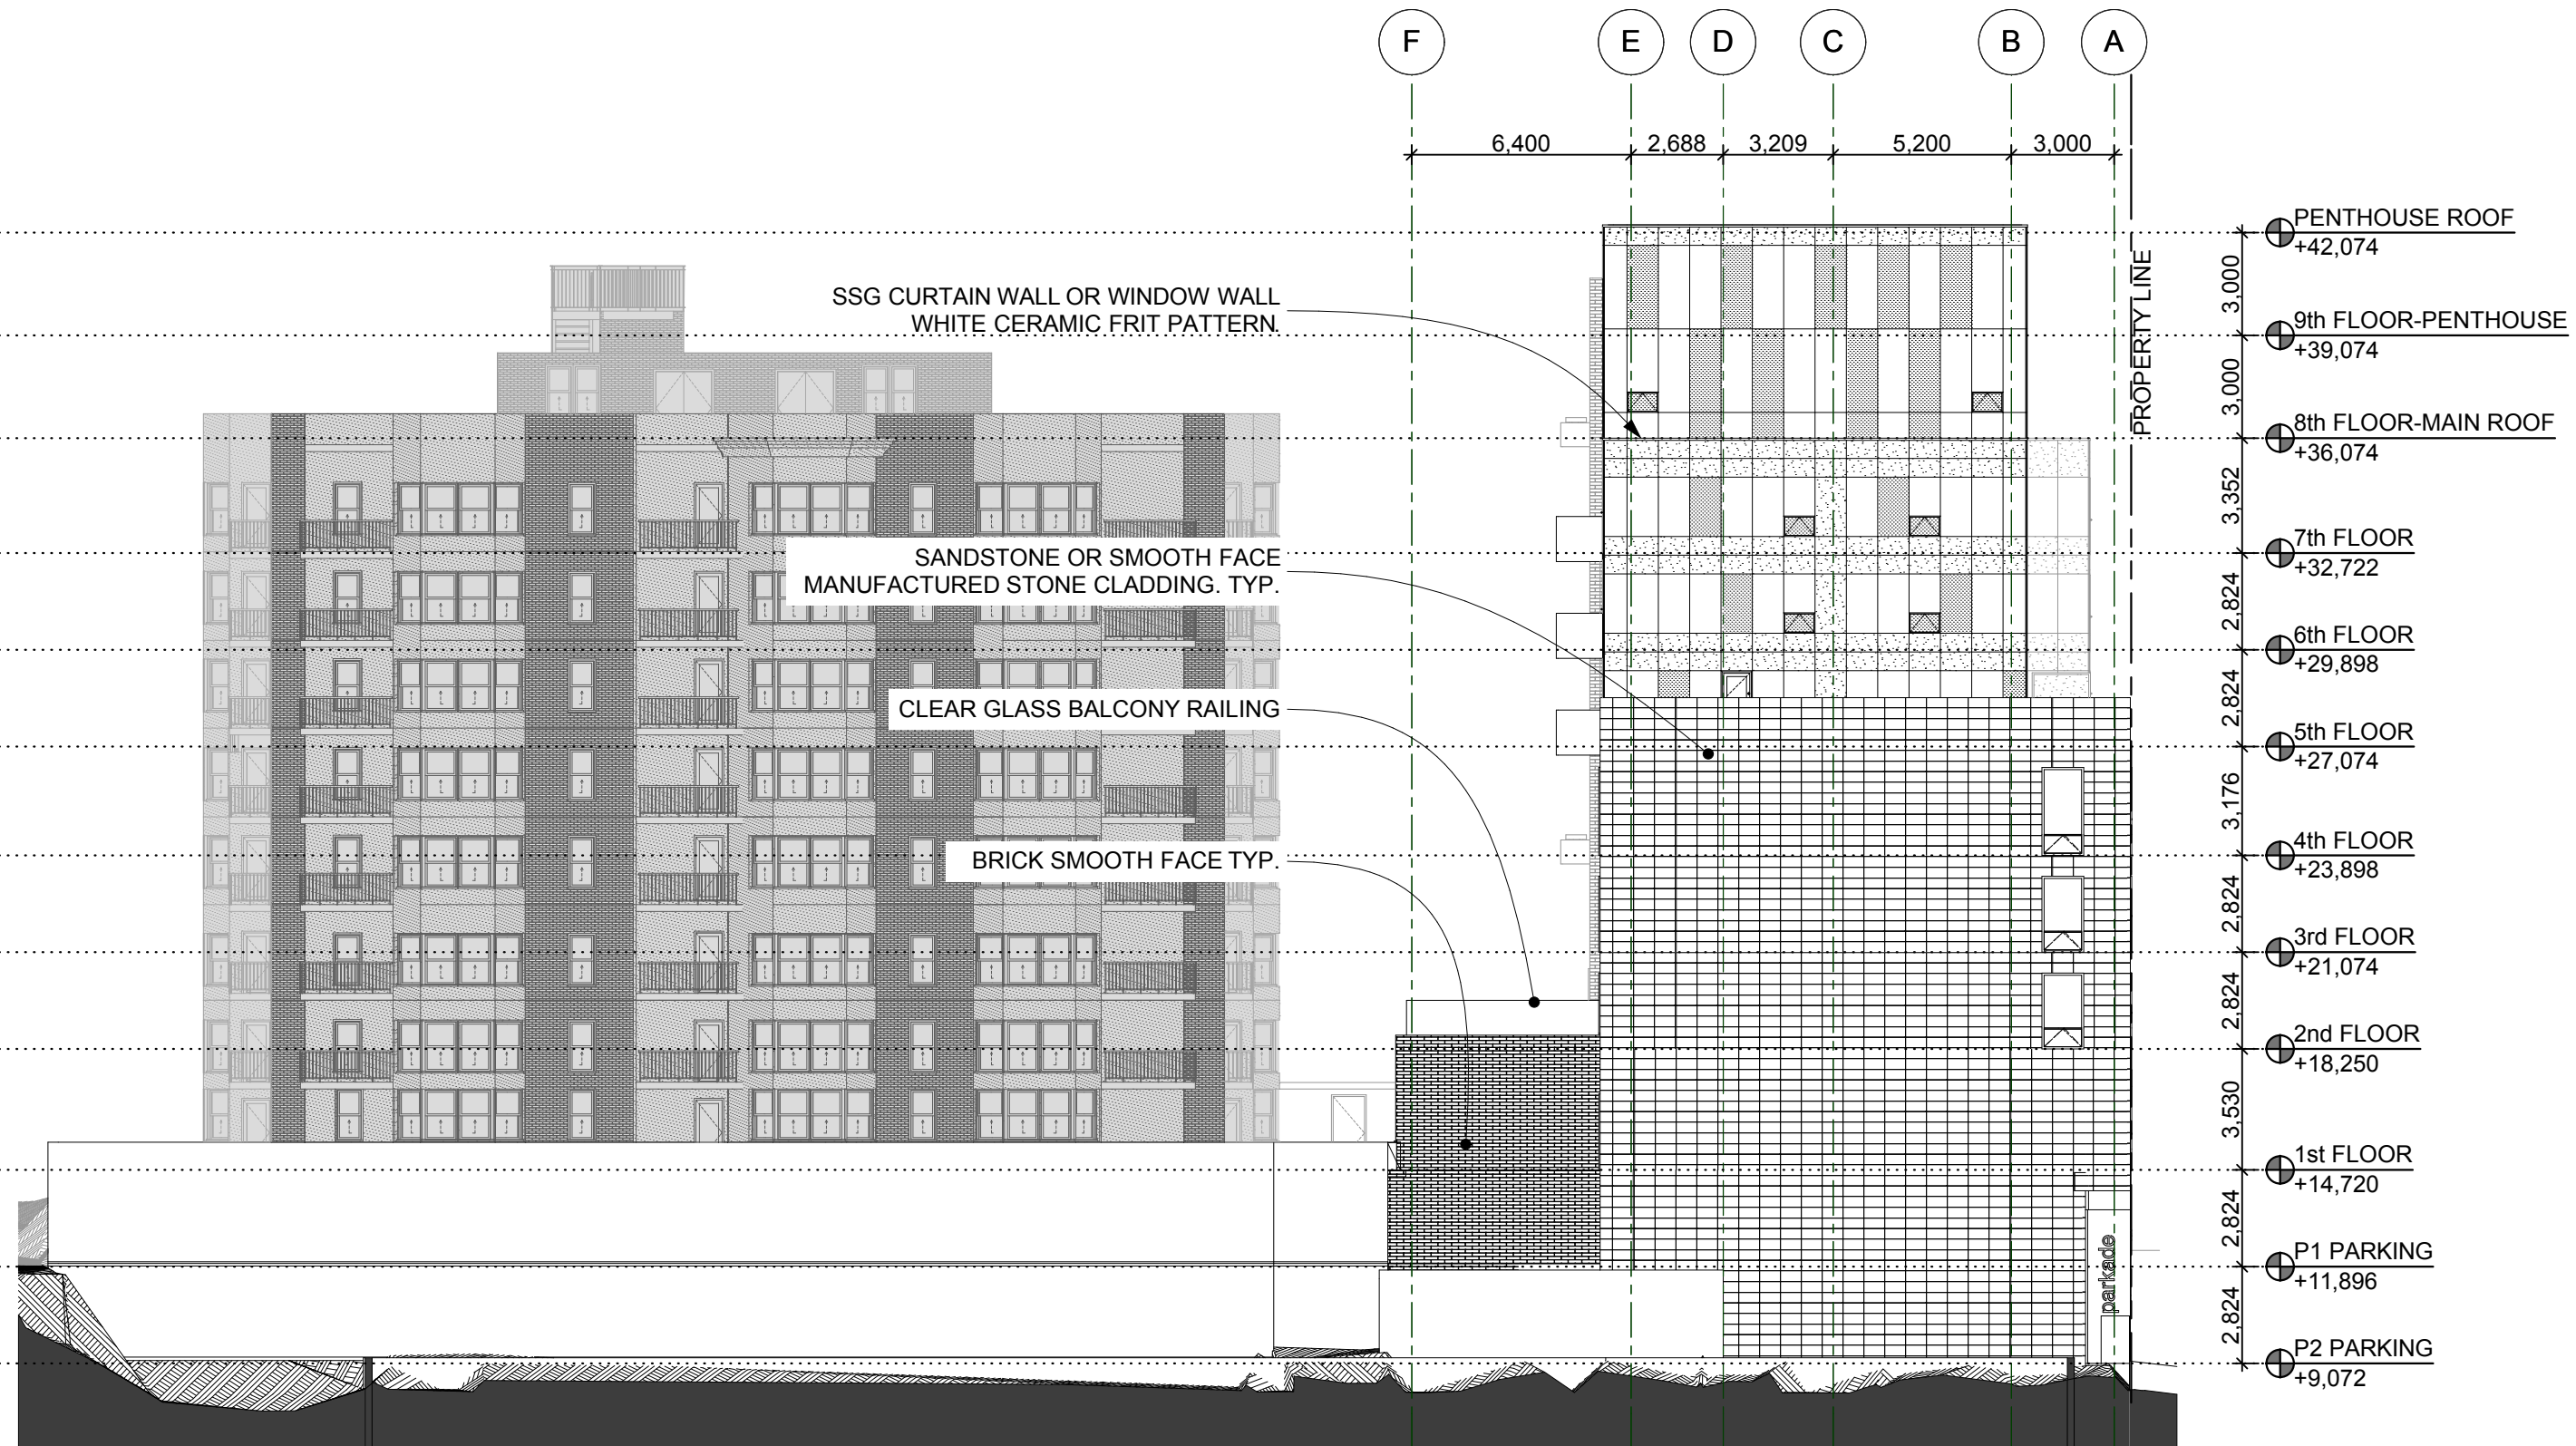 F E D C B A
6,400 2,688 3,209 5,200 3,000
PENTHOUSE ROOF
+42,074
3,000
PROPERTY LINE
SSG CURTAIN WALL OR WINDOW WALL
WHITE CERAMIC FRIT PATTERN.
9th FLOOR-PENTHOUSE
+39,074
3,000
8th FLOOR-MAIN ROOF
+36,074
3,352
7th FLOOR
+32,722
SANDSTONE OR SMOOTH FACE
MANUFACTURED STONE CLADDING. TYP.
2,824
6th FLOOR
+29,898
2,824
CLEAR GLASS BALCONY RAILING
5th FLOOR
+27,074
3,176
4th FLOOR
+23,898
BRICK SMOOTH FACE TYP.
2,824
3rd FLOOR
+21,074
2,824
2nd FLOOR
+18,250
3,530
1st FLOOR
+14,720
2,824
P1 PARKING
+11,896
parkade
2,824
P2 PARKING
+9,072